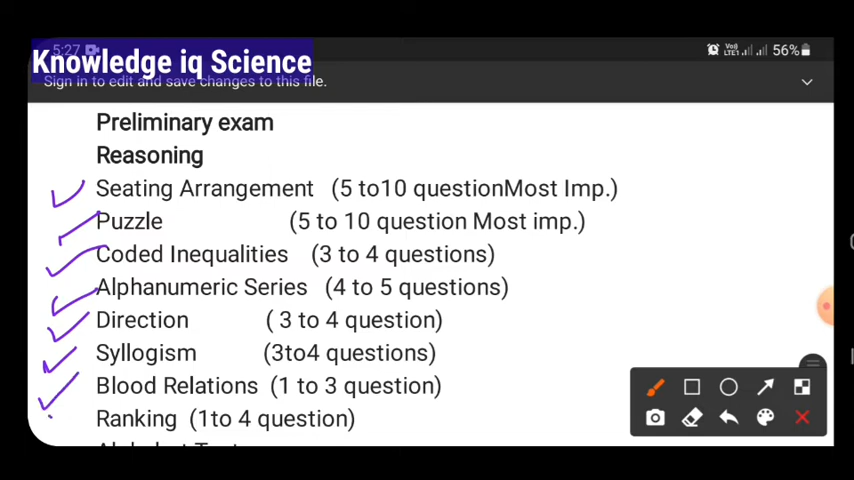 5:27
Vo8
LTE1
56%
Knowledge iq Science
Sign in to edit and save changes to this file.
Preliminary exam
Reasoning
Seating Arrangement (5 to10 questionMost Imp.)
Puzzle (5 to 10 question Most imp.)
Coded Inequalities (3 to 4 questions)
Alphanumeric Series (4 to 5 questions)
Direction ( 3 to 4 question)
Syllogism (3to4 questions)
Blood Relations (1 to 3 question)
Ranking (1to 4 question)